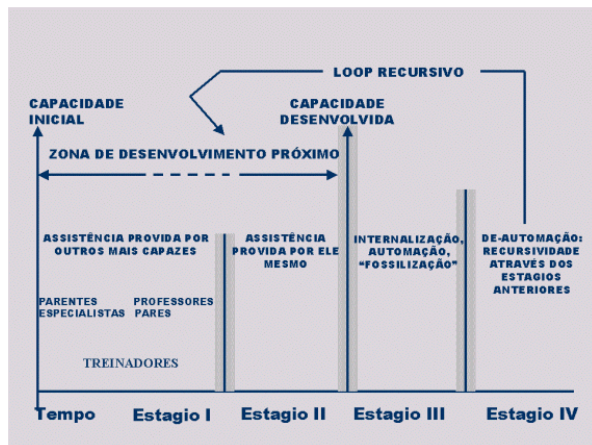 LOOP RECURSIVO
CAPACIDADE
INICIAL
CAPACIDADE
DESENVOLVIDA
ZONA DE DESENVOLVIMENTO PRÓXIMO
ASSISTÊNCIA PROVIDA POR
OUTROS MAIS CAPAZES
ASSISTÊNCIA
PROVIDA POR ELE
MESMO
INTERNALIZAÇÃO,
AUTOMAÇÃO,
“FOSSILIZAÇÃO”
DE-AUTOMAÇÃO:
RECURSIVIDADE
ATRAVÉS DOS
ESTAGIOS
ANTERIORES
PARENTES
ESPECIALISTAS
PROFESSORES
PARES
TREINADORES
Tempo
Estagio I
Estagio II
Estagio III
Estagio IV